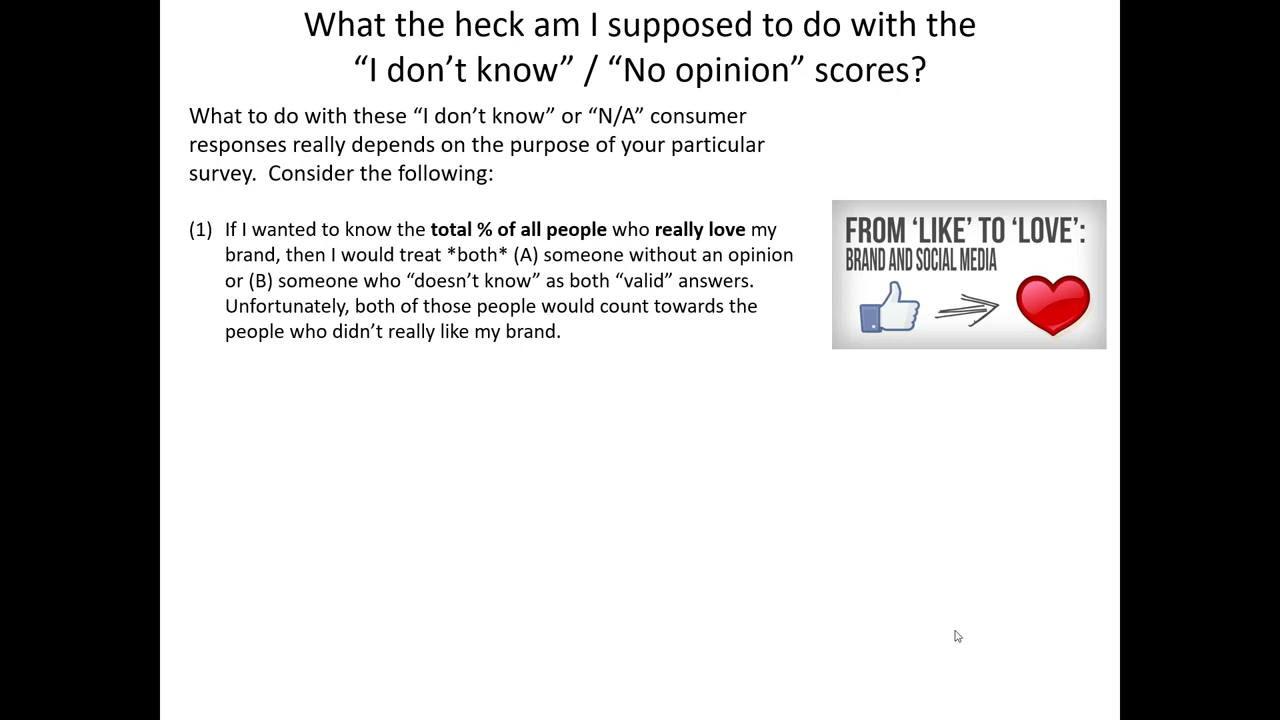 What the heck am I supposed to do with the
“I don’t know” / “No opinion” scores?
What to do with these “I don’t know” or “N/A” consumer
responses really depends on the purpose of your particular
survey.  Consider the following:
(1) If I wanted to know the total % of all people who really love my
brand, then I would treat *both* (A) someone without an opinion
or (B) someone who “doesn’t know” as both “valid” answers.
Unfortunately, both of those people would count towards the
people who didn’t really like my brand.
FROM ‘LIKE’ TO ‘LOVE’:
BRAND AND SOCIAL MEDIA